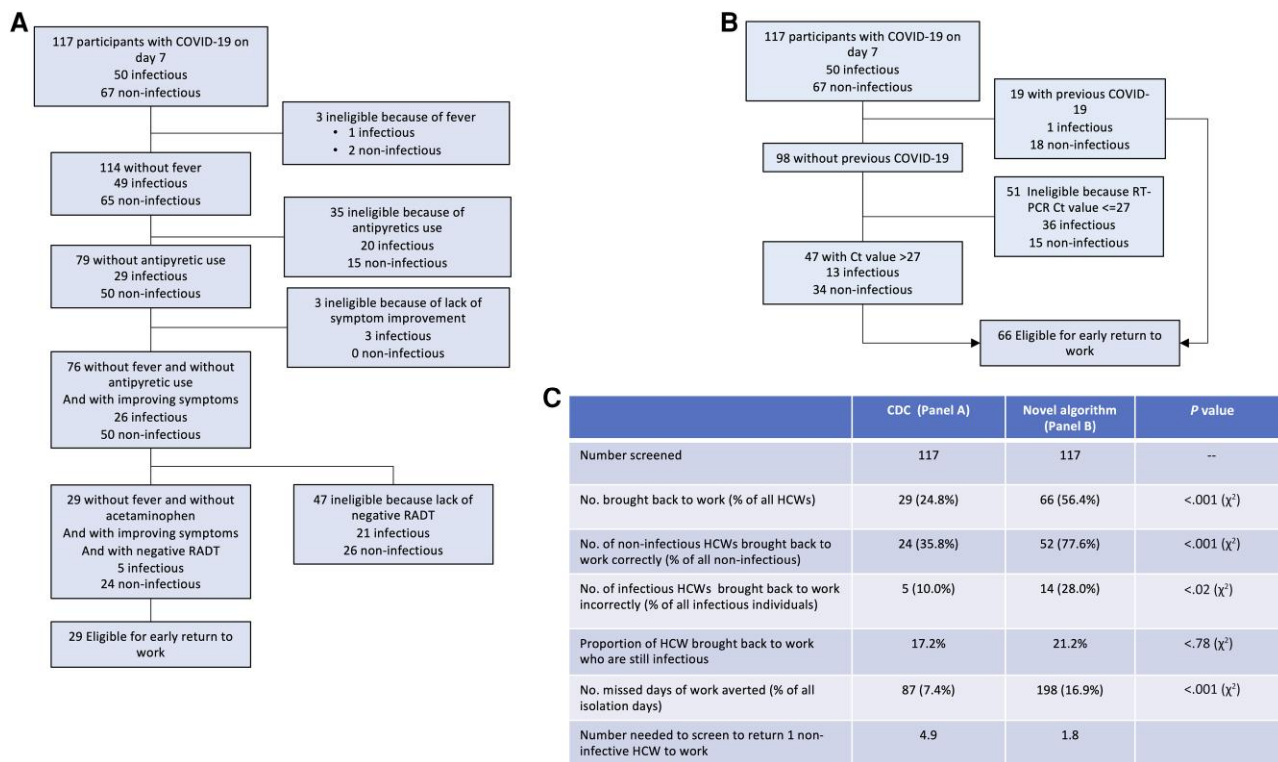 A
117 participants with COVID-19 on
day 7
50 infectious
67 non-infectious
3 ineligible because of fever
• 1 infectious
• 2 non-infectious
114 without fever
49 infectious
65 non-infectious
35 ineligible because of
antipyretics use
20 infectious
15 non-infectious
79 without antipyretic use
29 infectious
50 non-infectious
3 ineligible because of lack of
symptom improvement
3 infectious
0 non-infectious
76 without fever and without
antipyretic use
And with improving symptoms
26 infectious
50 non-infectious
29 without fever and without
acetaminophen
And with improving symptoms
And with negative RADT
5 infectious
24 non-infectious
47 ineligible because lack of
negative RADT
21 infectious
26 non-infectious
29 Eligible for early return to
work
B
117 participants with COVID-19 on
day 7
50 infectious
67 non-infectious
19 with previous COVID-
19
1 infectious
18 non-infectious
98 without previous COVID-19
51 Ineligible because RT-
PCR Ct value <=27
36 infectious
15 non-infectious
47 with Ct value >27
13 infectious
34 non-infectious
66 Eligible for early return to
work
C
CDC (Panel A)
Novel algorithm
(Panel B)
P value
Number screened
117
117
--
No. brought back to work (% of all HCWs)
29 (24.8%)
66 (56.4%)
<.001 (χ²)
No. of non-infectious HCWs brought back to
work correctly (% of all non-infectious)
24 (35.8%)
52 (77.6%)
<.001 (χ²)
No. of infectious HCWs brought back to work
incorrectly (% of all infectious individuals)
5 (10.0%)
14 (28.0%)
<.02 (χ²)
Proportion of HCW brought back to work
who are still infectious
17.2%
21.2%
<.78 (χ²)
No. missed days of work averted (% of all
isolation days)
87 (7.4%)
198 (16.9%)
<.001 (χ²)
Number needed to screen to return 1 non-
infective HCW to work
4.9
1.8